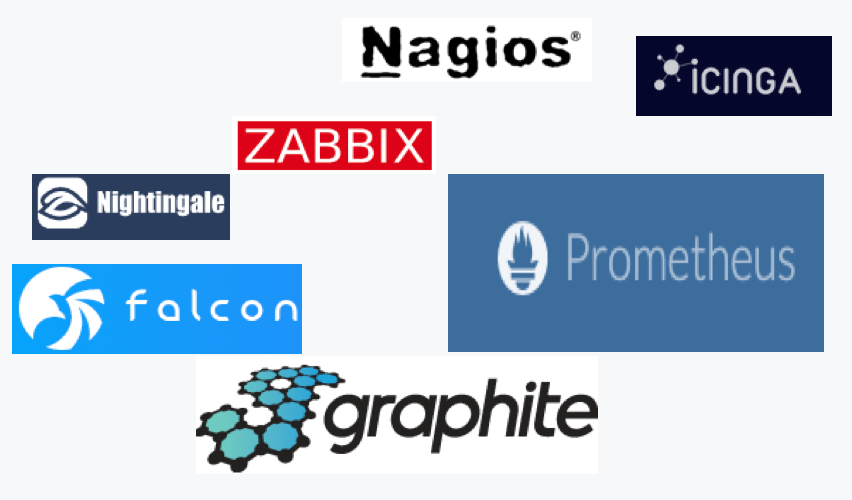 Nagios®
iCINGA
ZABBIX
Nightingale
Prometheus
falcon
graphite